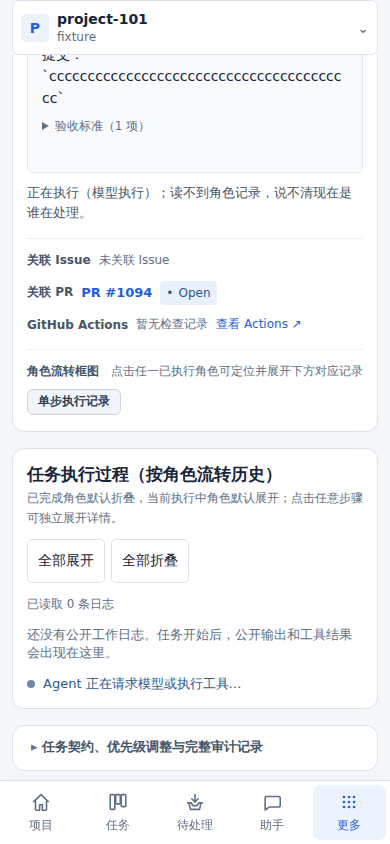 P
project-101
fixture
提交：
`cccccccccccccccccccccccccccccccccccccc
cc`
▶ 验收标准（1 项）
正在执行（模型执行）；读不到角色记录，说不清现在是
谁在处理。
关联 Issue 未关联 Issue
关联 PR PR #1094 • Open
GitHub Actions 暂无检查记录 查看 Actions ↗
角色流转框图 点击任一已执行角色可定位并展开下方对应记录
单步执行记录
任务执行过程（按角色流转历史）
已完成角色默认折叠，当前执行中角色默认展开；点击任意步骤
可独立展开详情。
全部展开 全部折叠
已读取 0 条日志
还没有公开工作日志。任务开始后，公开输出和工具结果
会出现在这里。
Agent 正在请求模型或执行工具…
▸ 任务契约、优先级调整与完整审计记录
项目 任务 待处理 助手 更多